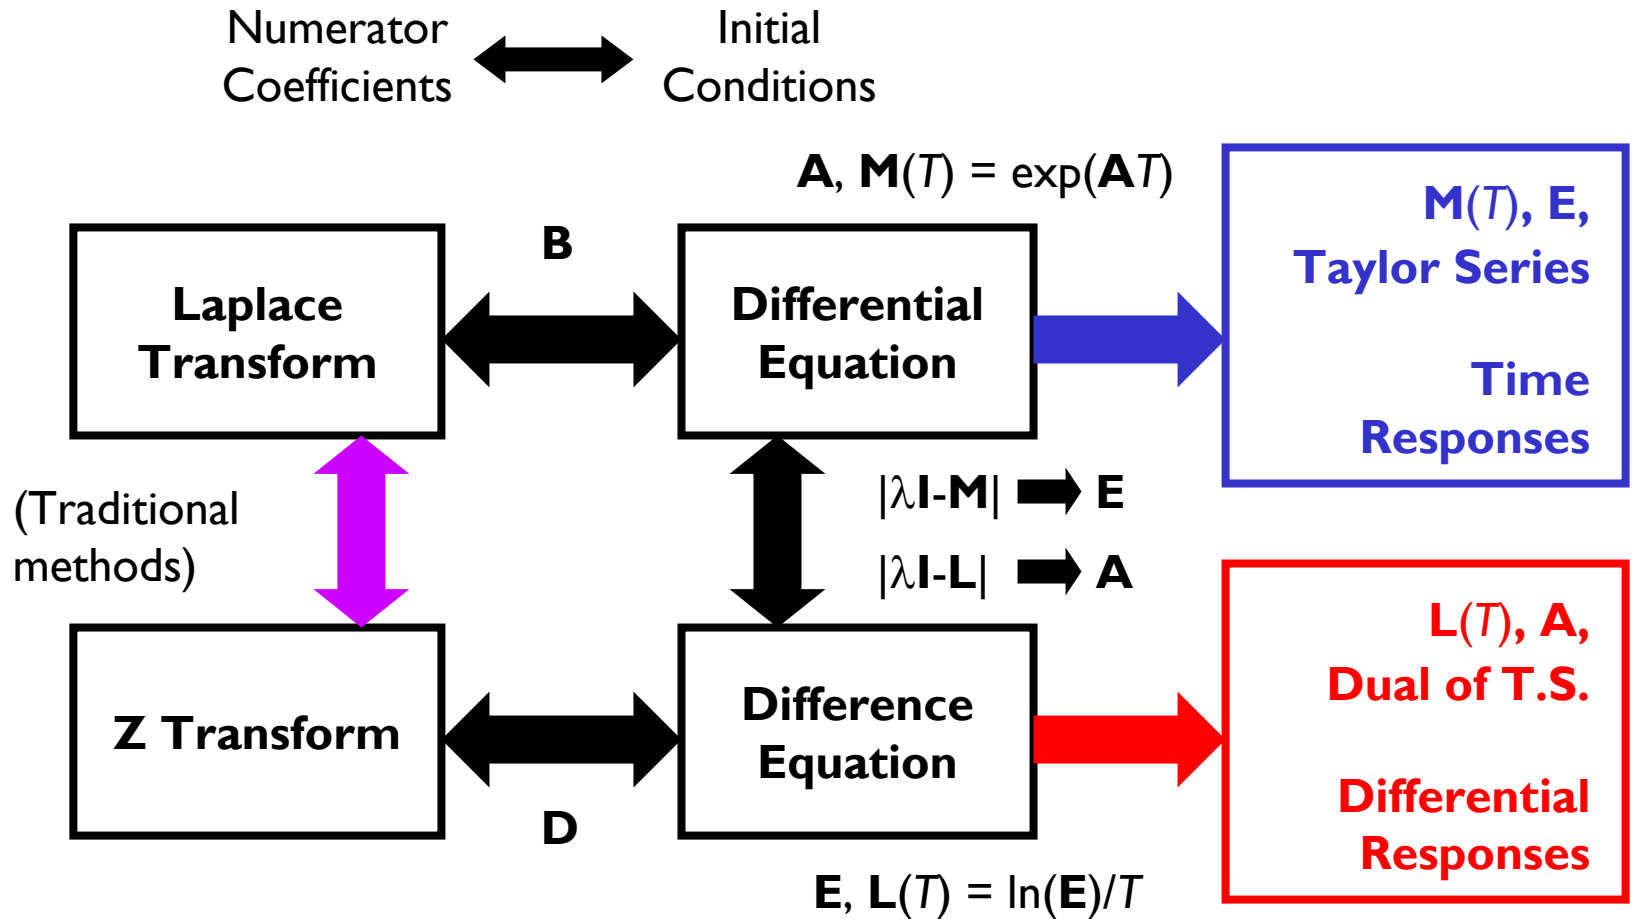 Numerator
Coefficients
Initial
Conditions
A, M(T) = exp(AT)
M(T), E,
Taylor Series
Time
Responses
B
Laplace
Transform
Differential
Equation
(Traditional
methods)
|λI-M| E
|λI-L| A
L(T), A,
Dual of T.S.
Differential
Responses
Z Transform
Difference
Equation
D
E, L(T) = ln(E)/T